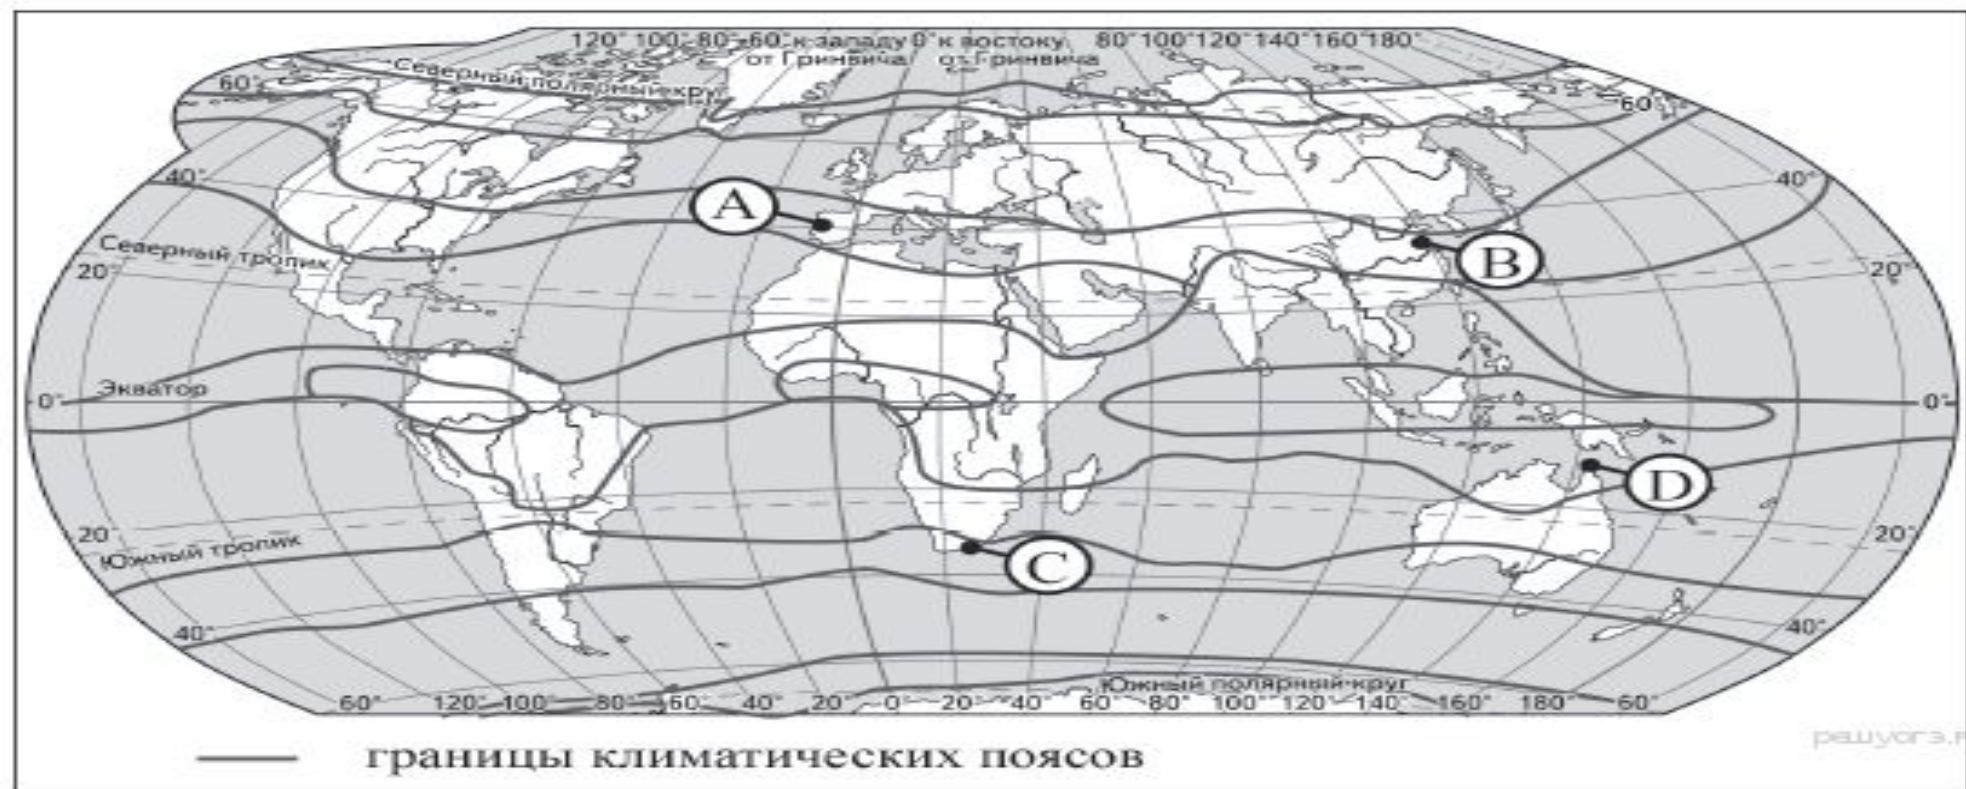 120° 100° 80° 60° к западу 0° к востоку 80° 100° 120° 140° 160° 180°
от Гринвича от Гринвича
Северный полярный круг
60°
60°
A
40°
40°
B
Северный тропик
20°
20°
Экватор
0°
0°
D
20°
20°
Южный тропик
C
40°
40°
Южный полярный круг
60° 120° 100° 80° 60° 40° 20° 0° 20° 40° 60° 80° 100° 120° 140° 160° 180° 60°
границы климатических поясов